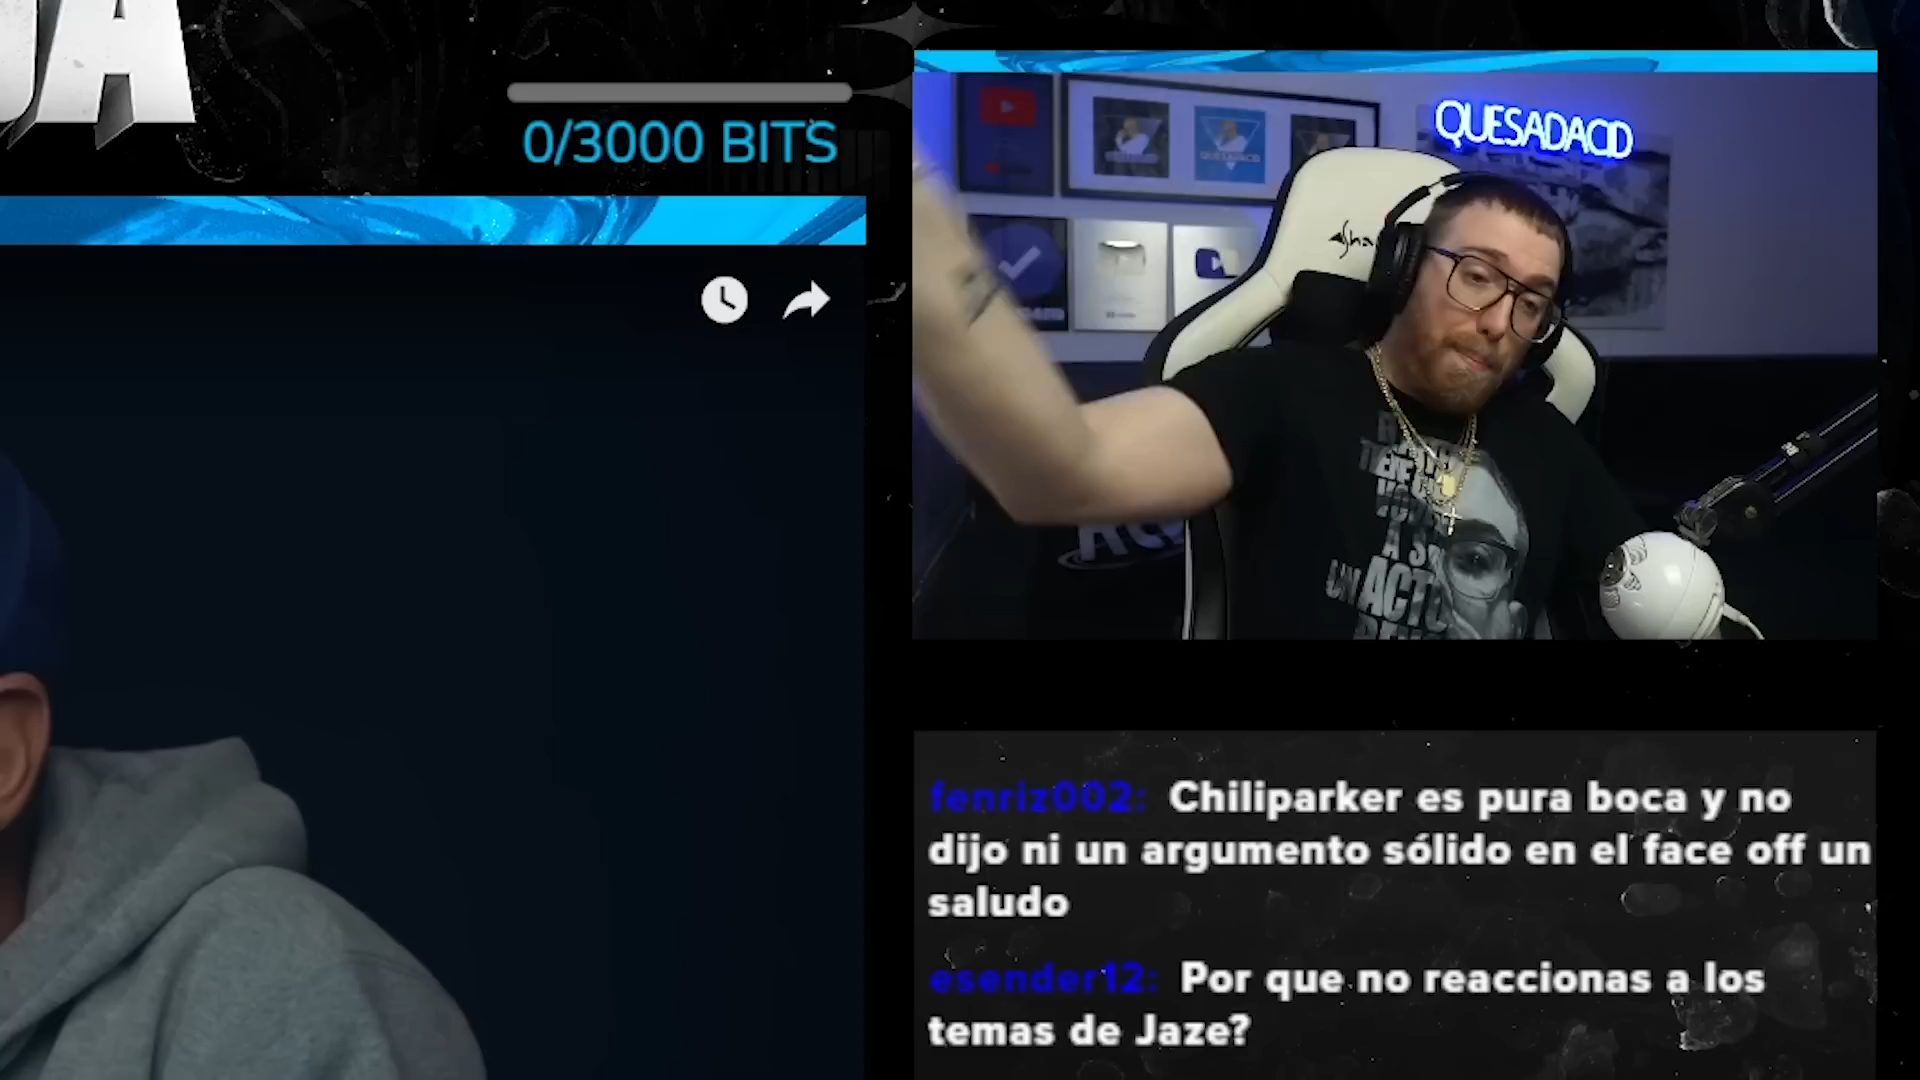 0/3000 BITS
QUESADACID
fenriz002: Chiliparker es pura boca y no
dijo ni un argumento sólido en el face off un
saludo
esender12: Por que no reaccionas a los
temas de Jaze?